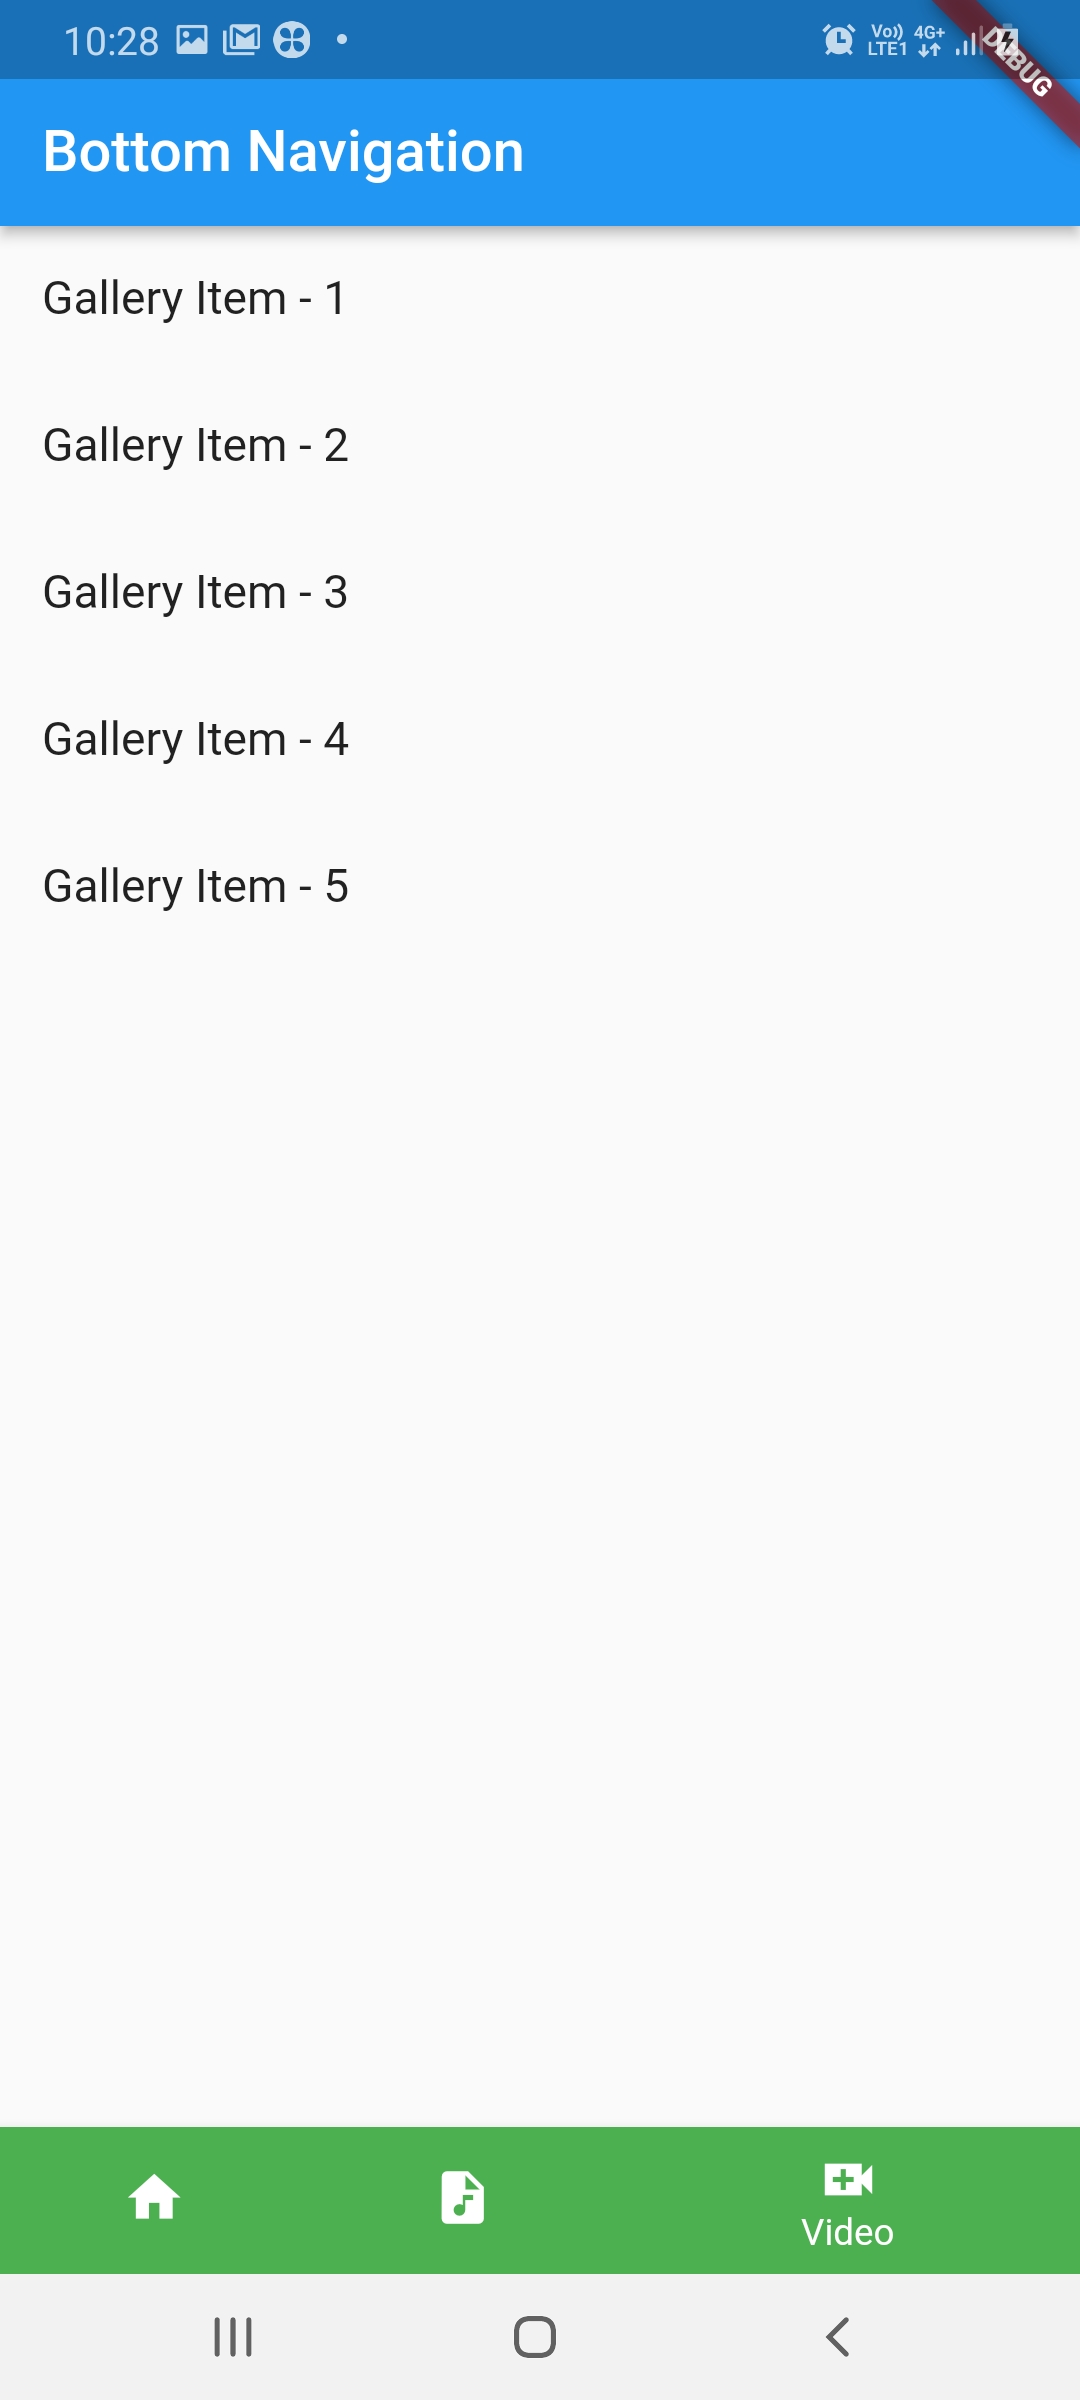 10:28
Vo)) 4G+
LTE1
DEBUG
Bottom Navigation
Gallery Item - 1
Gallery Item - 2
Gallery Item - 3
Gallery Item - 4
Gallery Item - 5
Video